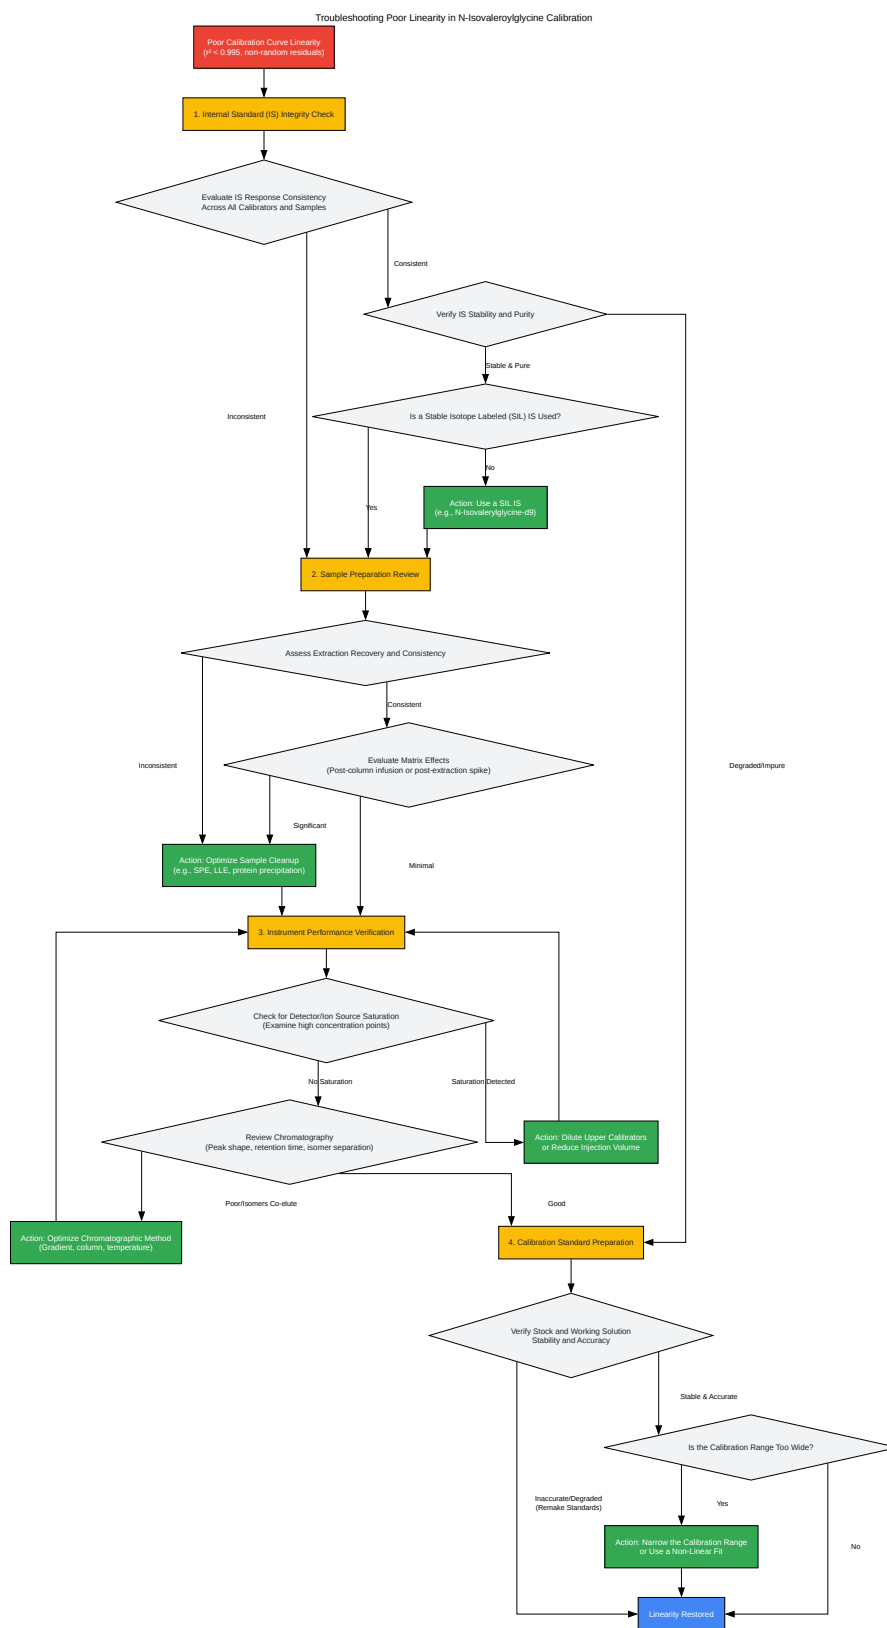 Troubleshooting Poor Linearity in N-Isovaleroylglycine Calibration
Poor Calibration Curve Linearity
(r² < 0.995, non-random residuals)
1. Internal Standard (IS) Integrity Check
Evaluate IS Response Consistency
Across All Calibrators and Samples
Consistent
Verify IS Stability and Purity
Stable & Pure
Is a Stable Isotope Labeled (SIL) IS Used?
Inconsistent
No
Action: Use a SIL IS
(e.g., N-Isovalerylglycine-d9)
Yes
2. Sample Preparation Review
Assess Extraction Recovery and Consistency
Consistent
Evaluate Matrix Effects
(Post-column infusion or post-extraction spike)
Inconsistent
Degraded/Impure
Significant
Action: Optimize Sample Cleanup
(e.g., SPE, LLE, protein precipitation)
Minimal
3. Instrument Performance Verification
Check for Detector/Ion Source Saturation
(Examine high concentration points)
No Saturation
Saturation Detected
Review Chromatography
(Peak shape, retention time, isomer separation)
Action: Dilute Upper Calibrators
or Reduce Injection Volume
Poor/Isomers Co-elute
Good
Action: Optimize Chromatographic Method
(Gradient, column, temperature)
4. Calibration Standard Preparation
Verify Stock and Working Solution
Stability and Accuracy
Stable & Accurate
Is the Calibration Range Too Wide?
Inaccurate/Degraded
(Remake Standards)
Yes
Action: Narrow the Calibration Range
or Use a Non-Linear Fit
No
Linearity Restored